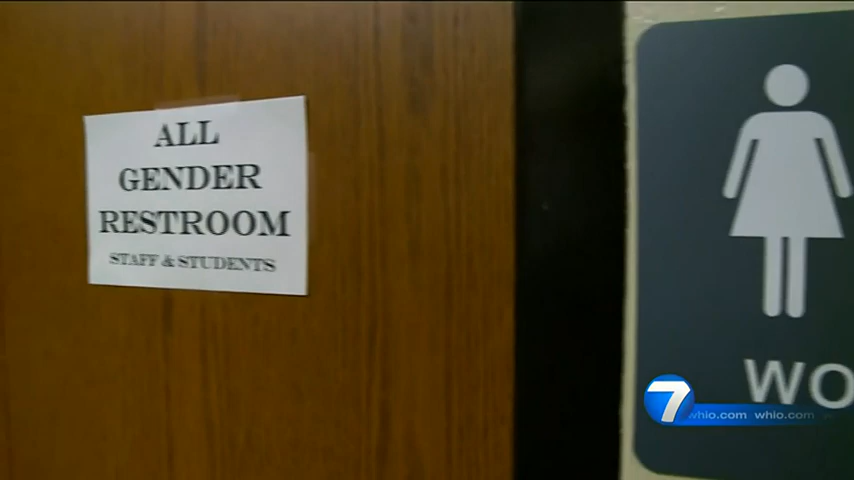 ALL
GENDER
RESTROOM
STAFF & STUDENTS
WO
7
whio.com whio.com